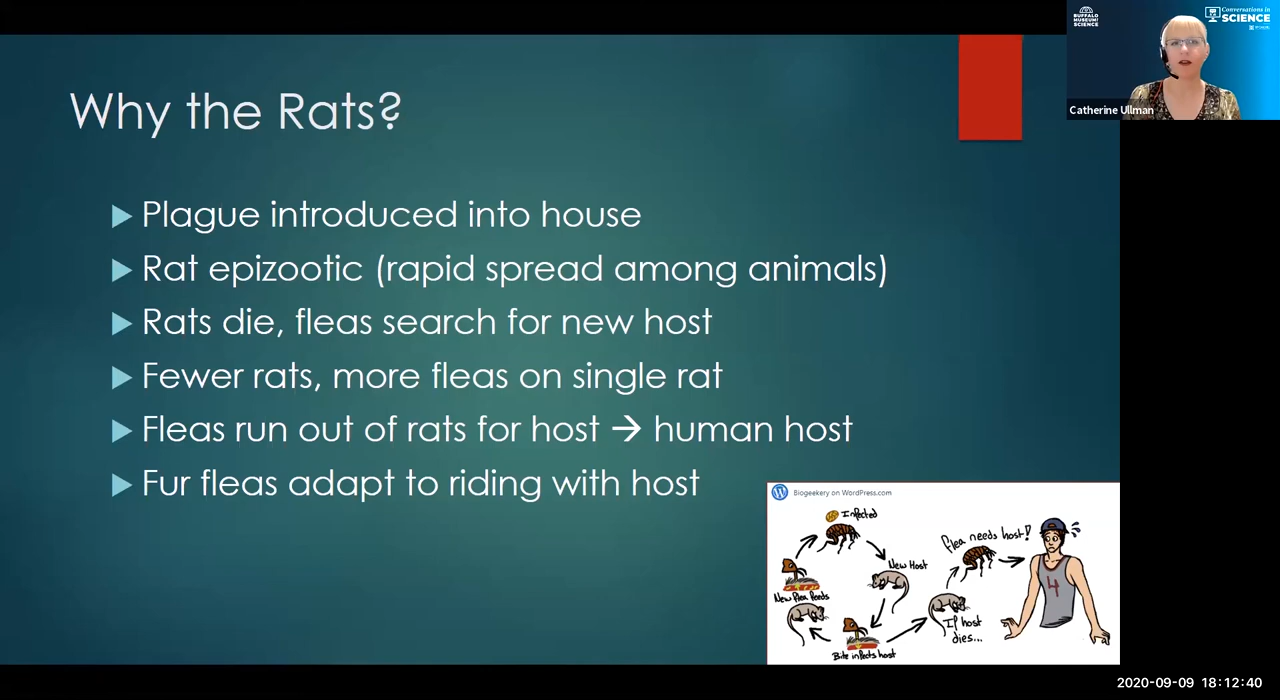 BUFFALO
MUSEUM/
SCIENCE
Conversations in
SCIENCE
Catherine Ullman
Why the Rats?
Plague introduced into house
Rat epizootic (rapid spread among animals)
Rats die, fleas search for new host
Fewer rats, more fleas on single rat
Fleas run out of rats for host → human host
Fur fleas adapt to riding with host
Biogeekery on WordPress.com
Infected
New Host
Bite infects host
New flea feeds
If host
dies...
flea needs host!
4
2020-09-09 18:12:40